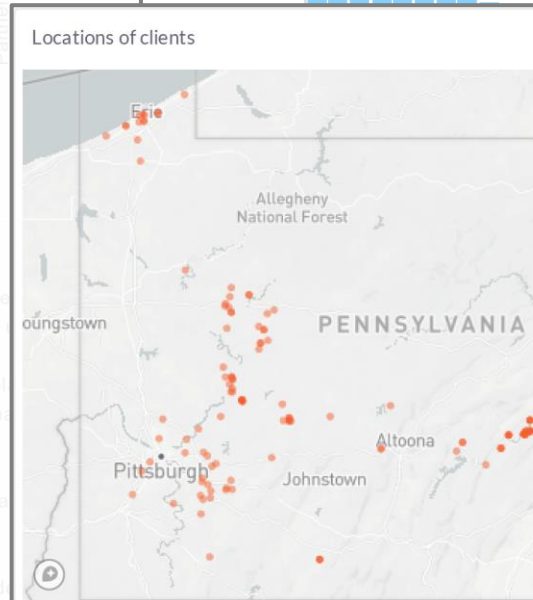 Locations of clients
Erie
Allegheny
National Forest
oungstown
PENNSYLVANIA
Altoona
Pittsburgh
Johnstown